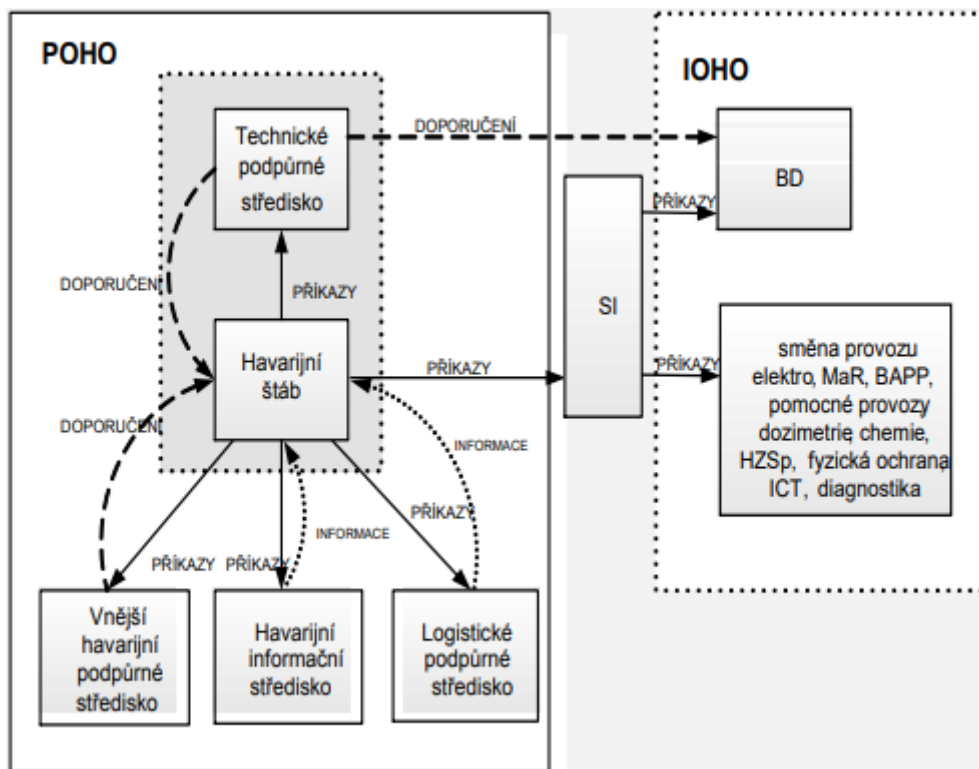 POHO
IOHO
Technické
podpůrné
středisko
DOPORUČENÍ
BD
PŘÍKAZY
DOPORUČENÍ
PŘÍKAZY
SI
Havarijní
štáb
PŘÍKAZY
PŘÍKAZY
směna provozu
elektro, MaR, BAPP,
pomocné provozy
dozimetrie, chemie,
HZSp, fyzická ochrana
ICT, diagnostika
DOPORUČENÍ
INFORMACE
PŘÍKAZY
INFORMACE
PŘÍKAZY
PŘÍKAZY
Vnější
havarijní
podpůrné
středisko
Havarijní
informační
středisko
Logistické
podpůrné
středisko